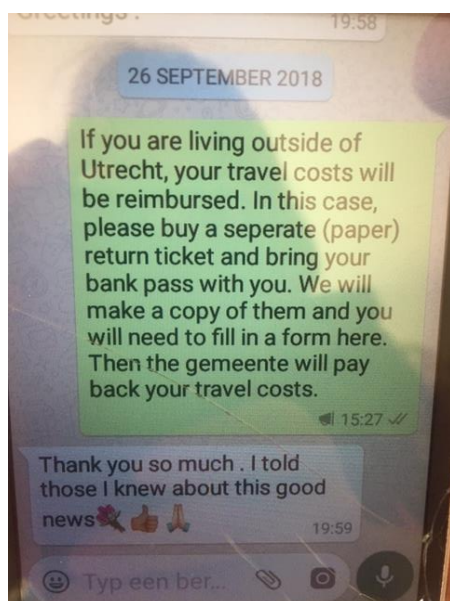 Greetings .
19:58
26 SEPTEMBER 2018
If you are living outside of
Utrecht, your travel costs will
be reimbursed. In this case,
please buy a seperate (paper)
return ticket and bring your
bank pass with you. We will
make a copy of them and you
will need to fill in a form here.
Then the gemeente will pay
back your travel costs.
15:27
Thank you so much . I told
those I knew about this good
news💐👍🙏
19:59
Typ een ber...